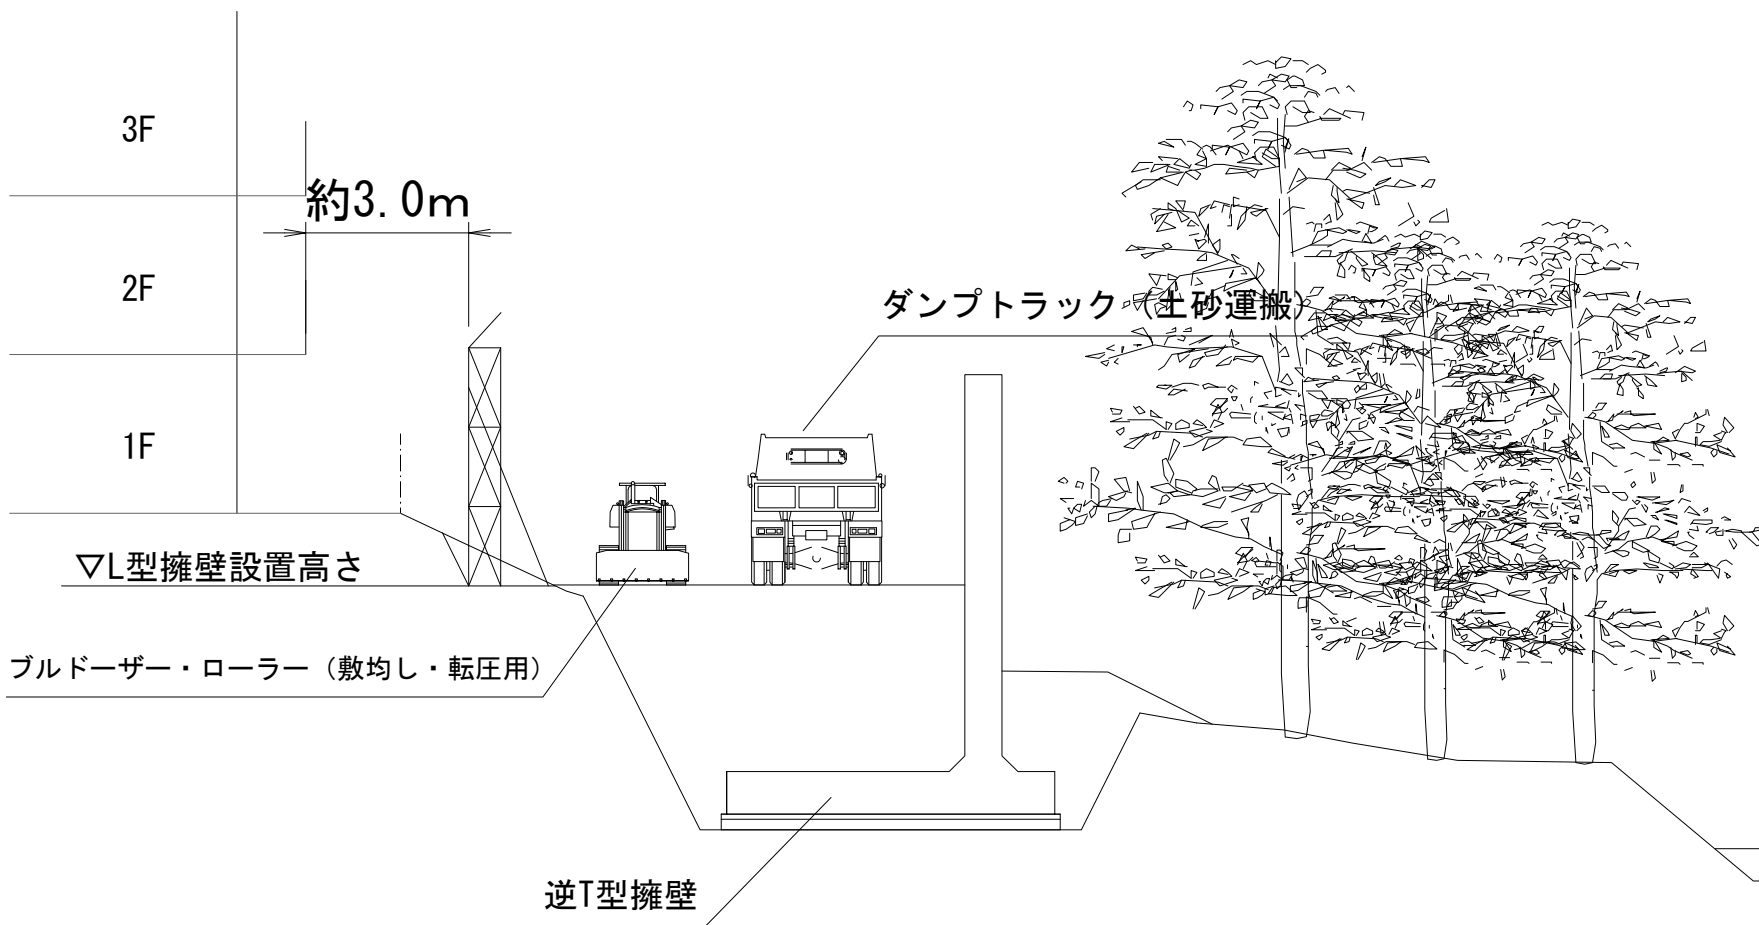 3F
約3.0m
2F
ダンプトラック（土砂運搬）
1F
▽L型擁壁設置高さ
ブルドーザー・ローラー（敷均し・転圧用）
逆T型擁壁